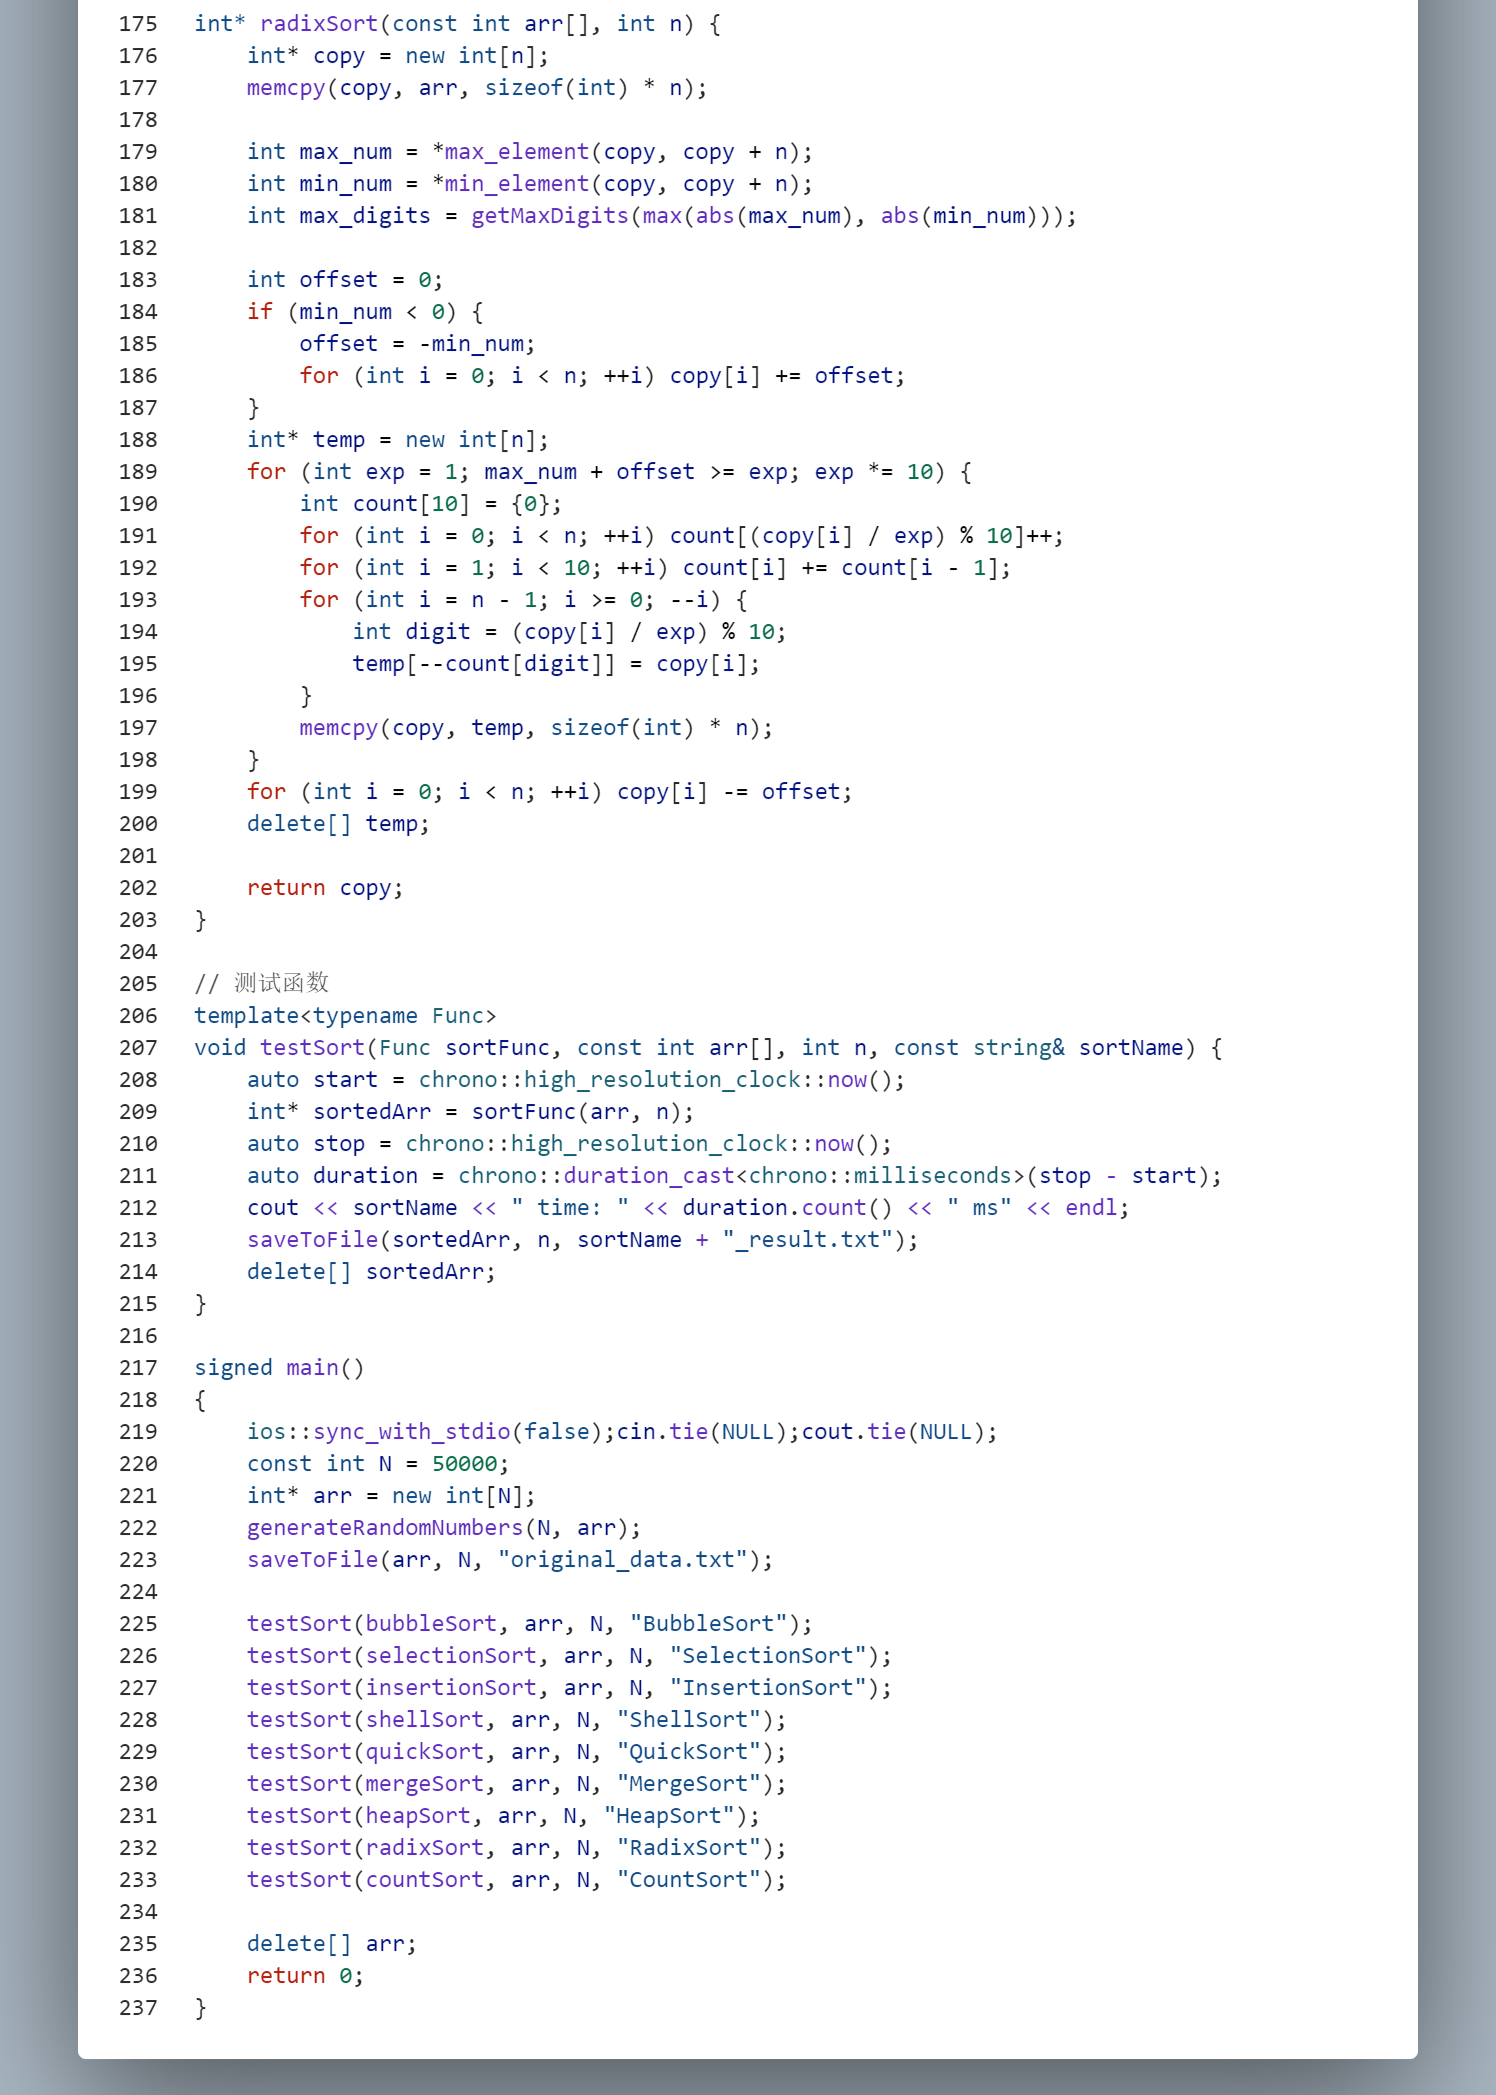 175 int* radixSort(const int arr[], int n) {
176     int* copy = new int[n];
177     memcpy(copy, arr, sizeof(int) * n);
178
179     int max_num = *max_element(copy, copy + n);
180     int min_num = *min_element(copy, copy + n);
181     int max_digits = getMaxDigits(max(abs(max_num), abs(min_num)));
182
183     int offset = 0;
184     if (min_num < 0) {
185         offset = -min_num;
186         for (int i = 0; i < n; ++i) copy[i] += offset;
187     }
188     int* temp = new int[n];
189     for (int exp = 1; max_num + offset >= exp; exp *= 10) {
190         int count[10] = {0};
191         for (int i = 0; i < n; ++i) count[(copy[i] / exp) % 10]++;
192         for (int i = 1; i < 10; ++i) count[i] += count[i - 1];
193         for (int i = n - 1; i >= 0; --i) {
194             int digit = (copy[i] / exp) % 10;
195             temp[--count[digit]] = copy[i];
196         }
197         memcpy(copy, temp, sizeof(int) * n);
198     }
199     for (int i = 0; i < n; ++i) copy[i] -= offset;
200     delete[] temp;
201
202     return copy;
203 }
204
205 // 测试函数
206 template<typename Func>
207 void testSort(Func sortFunc, const int arr[], int n, const string& sortName) {
208     auto start = chrono::high_resolution_clock::now();
209     int* sortedArr = sortFunc(arr, n);
210     auto stop = chrono::high_resolution_clock::now();
211     auto duration = chrono::duration_cast<chrono::milliseconds>(stop - start);
212     cout << sortName << " time: " << duration.count() << " ms" << endl;
213     saveToFile(sortedArr, n, sortName + "_result.txt");
214     delete[] sortedArr;
215 }
216
217 signed main()
218 {
219     ios::sync_with_stdio(false);cin.tie(NULL);cout.tie(NULL);
220     const int N = 50000;
221     int* arr = new int[N];
222     generateRandomNumbers(N, arr);
223     saveToFile(arr, N, "original_data.txt");
224
225     testSort(bubbleSort, arr, N, "BubbleSort");
226     testSort(selectionSort, arr, N, "SelectionSort");
227     testSort(insertionSort, arr, N, "InsertionSort");
228     testSort(shellSort, arr, N, "ShellSort");
229     testSort(quickSort, arr, N, "QuickSort");
230     testSort(mergeSort, arr, N, "MergeSort");
231     testSort(heapSort, arr, N, "HeapSort");
232     testSort(radixSort, arr, N, "RadixSort");
233     testSort(countSort, arr, N, "CountSort");
234
235     delete[] arr;
236     return 0;
237 }